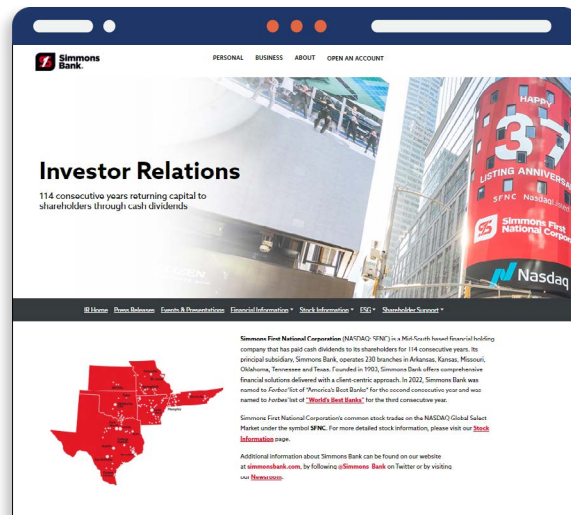 Simmons
Bank.
PERSONAL BUSINESS ABOUT OPEN AN ACCOUNT
HAPPY
37
LISTING ANNIVERSA
SFNC Nasdaq Listed
Simmons First
National Corpor
Nasdaq
Investor Relations
114 consecutive years returning capital to
shareholders through cash dividends
IR Home Press Releases Events & Presentations Financial Information Stock Information ESG Shareholder Support
Simmons First National Corporation (NASDAQ: SFNC) is a Mid-South based financial holding
company that has paid cash dividends to its shareholders for 114 consecutive years. Its
principal subsidiary, Simmons Bank, operates 230 branches in Arkansas, Kansas, Missouri,
Oklahoma, Tennessee and Texas. Founded in 1903, Simmons Bank offers comprehensive
financial solutions delivered with a client-centric approach. In 2022, Simmons Bank was
named to Forbes' list of "America's Best Banks" for the second consecutive year and was
named to Forbes' list of "World's Best Banks" for the third consecutive year.
Simmons First National Corporation's common stock trades on the NASDAQ Global Select
Market under the symbol SFNC. For more detailed stock information, please visit our Stock
Information page.
Additional information about Simmons Bank can be found on our website
at simmonsbank.com, by following @Simmons_Bank on Twitter or by visiting
our Newsroom.